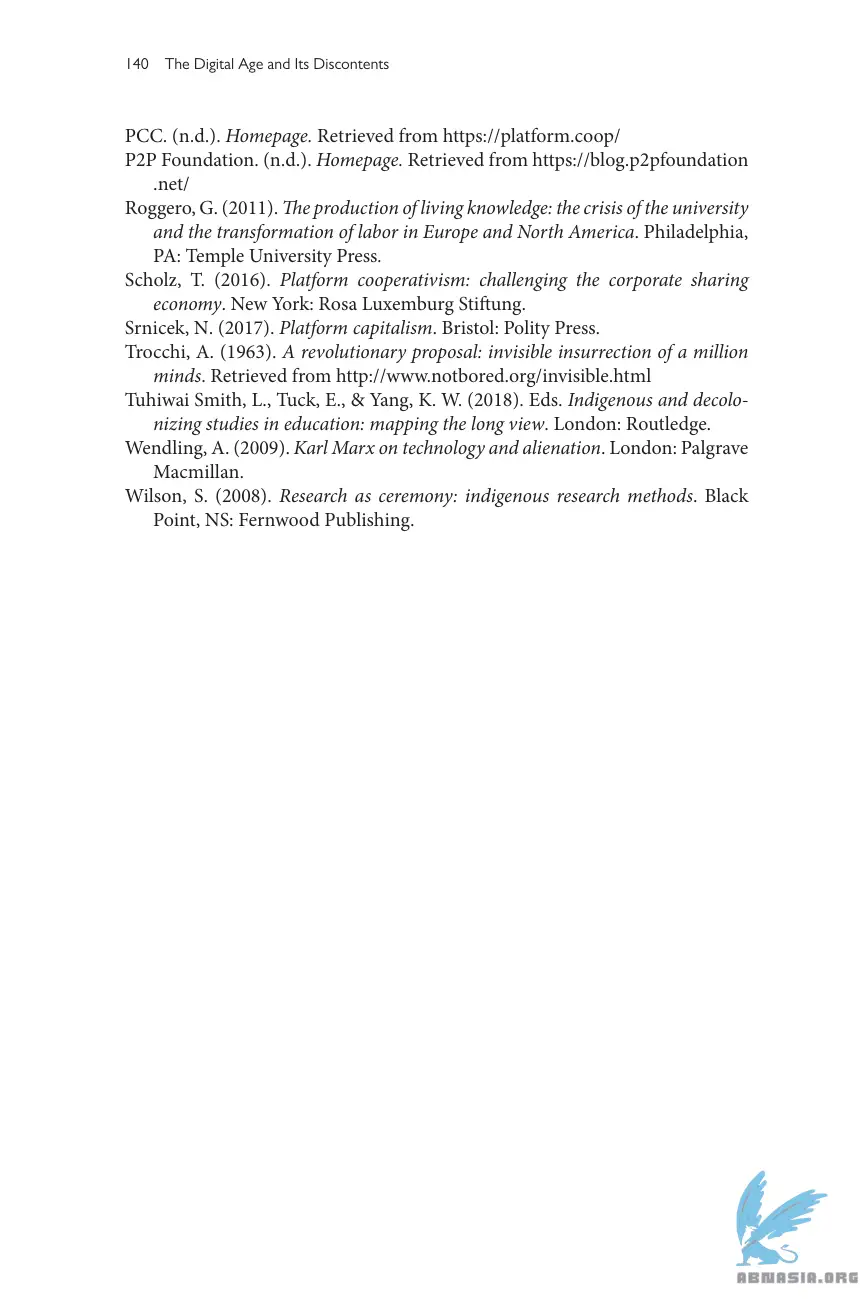 140 The Digital Age and Its Discontents
PCC. (n.d.). Homepage. Retrieved from https://platform.coop/
P2P Foundation. (n.d.). Homepage. Retrieved from https://blog.p2pfoundation
.net/
Roggero, G. (2011). The production of living knowledge: the crisis of the university
and the transformation of labor in Europe and North America. Philadelphia,
PA: Temple University Press.
Scholz, T. (2016). Platform cooperativism: challenging the corporate sharing
economy. New York: Rosa Luxemburg Stiftung.
Srnicek, N. (2017). Platform capitalism. Bristol: Polity Press.
Trocchi, A. (1963). A revolutionary proposal: invisible insurrection of a million
minds. Retrieved from http://www.notbored.org/invisible.html
Tuhiwai Smith, L., Tuck, E., & Yang, K. W. (2018). Eds. Indigenous and decolo-
nizing studies in education: mapping the long view. London: Routledge.
Wendling, A. (2009). Karl Marx on technology and alienation. London: Palgrave
Macmillan.
Wilson, S. (2008). Research as ceremony: indigenous research methods. Black
Point, NS: Fernwood Publishing.
ABNASIA.ORG